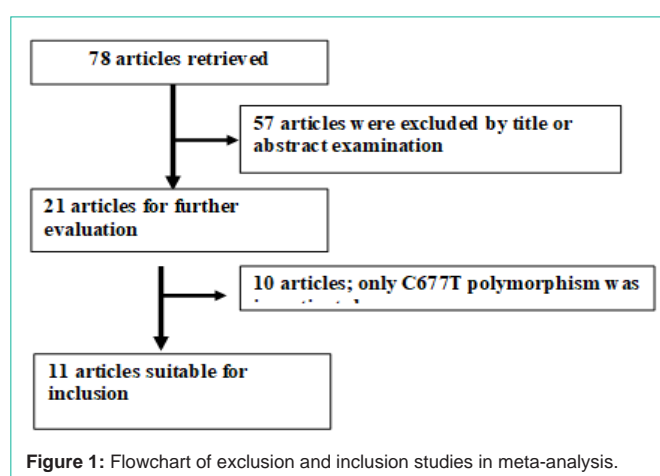 78 articles retrieved
57 articles were excluded by title or
abstract examination
21 articles for further
evaluation
10 articles; only C677T polymorphism was
11 articles suitable for
inclusion
Figure 1: Flowchart of exclusion and inclusion studies in meta-analysis.